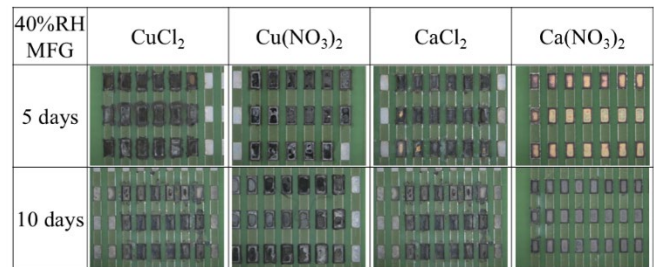 40%RH MFG CuCl₂ Cu(NO₃)₂ CaCl₂ Ca(NO₃)₂
5 days
10 days